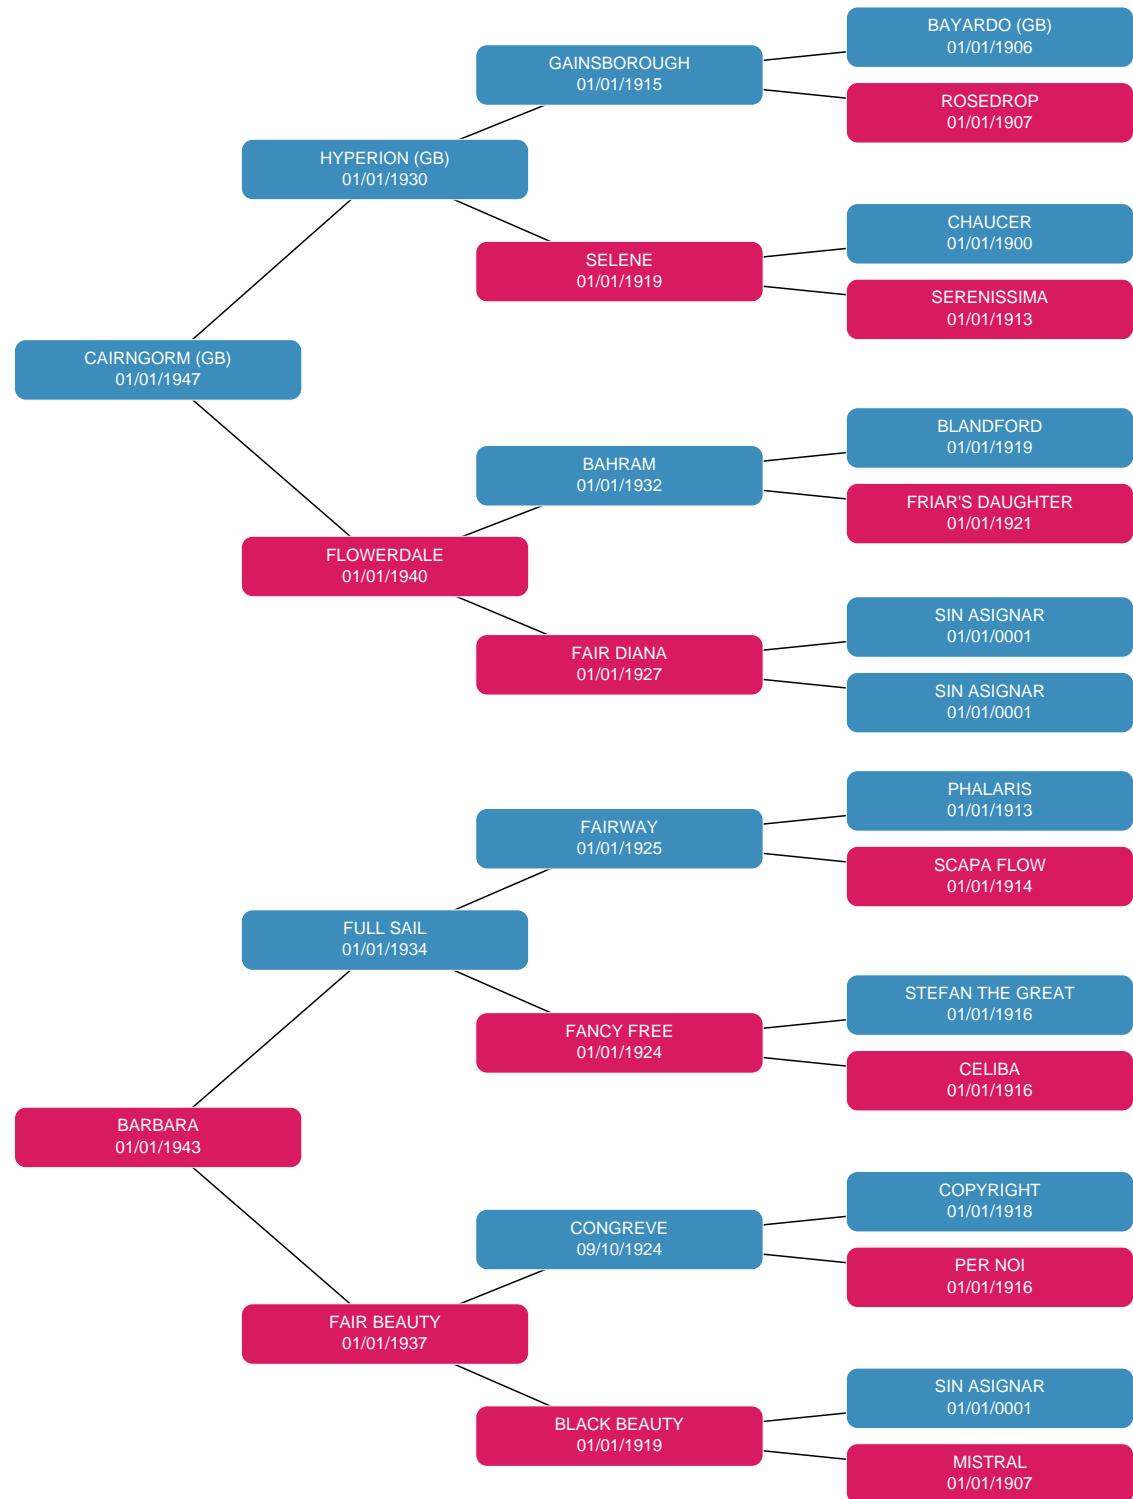 BAYARDO (GB)
01/01/1906
GAINSBOROUGH
01/01/1915
ROSEDROP
01/01/1907
HYPERION (GB)
01/01/1930
CHAUCER
01/01/1900
SELENE
01/01/1919
SERENISSIMA
01/01/1913
CAIRNGORM (GB)
01/01/1947
BLANDFORD
01/01/1919
BAHRAM
01/01/1932
FRIAR'S DAUGHTER
01/01/1921
FLOWERDALE
01/01/1940
SIN ASIGNAR
01/01/0001
FAIR DIANA
01/01/1927
SIN ASIGNAR
01/01/0001
PHALARIS
01/01/1913
FAIRWAY
01/01/1925
SCAPA FLOW
01/01/1914
FULL SAIL
01/01/1934
STEFAN THE GREAT
01/01/1916
FANCY FREE
01/01/1924
CELIBA
01/01/1916
BARBARA
01/01/1943
COPYRIGHT
01/01/1918
CONGREVE
09/10/1924
PER NOI
01/01/1916
FAIR BEAUTY
01/01/1937
SIN ASIGNAR
01/01/0001
BLACK BEAUTY
01/01/1919
MISTRAL
01/01/1907